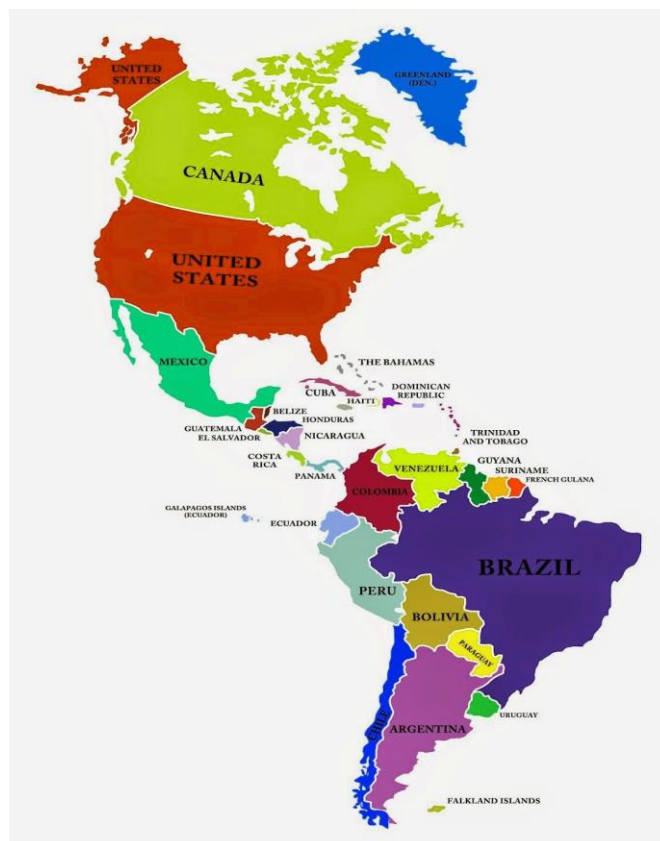 UNITED
STATES
GREENLAND
(DEN.)
CANADA
UNITED
STATES
MEXICO
THE BAHAMAS
CUBA
HAITI
DOMINICAN
REPUBLIC
BELIZE
GUATEMALA
HONDURAS
EL SALVADOR
NICARAGUA
TRINIDAD
AND TOBAGO
COSTA
RICA
PANAMA
VENEZUELA
GUYANA
SURINAME
FRENCH GUIANA
COLOMBIA
GALAPAGOS ISLANDS
(ECUADOR)
ECUADOR
BRAZIL
PERU
BOLIVIA
PARAGUAY
CHILE
ARGENTINA
URUGUAY
FALKLAND ISLANDS